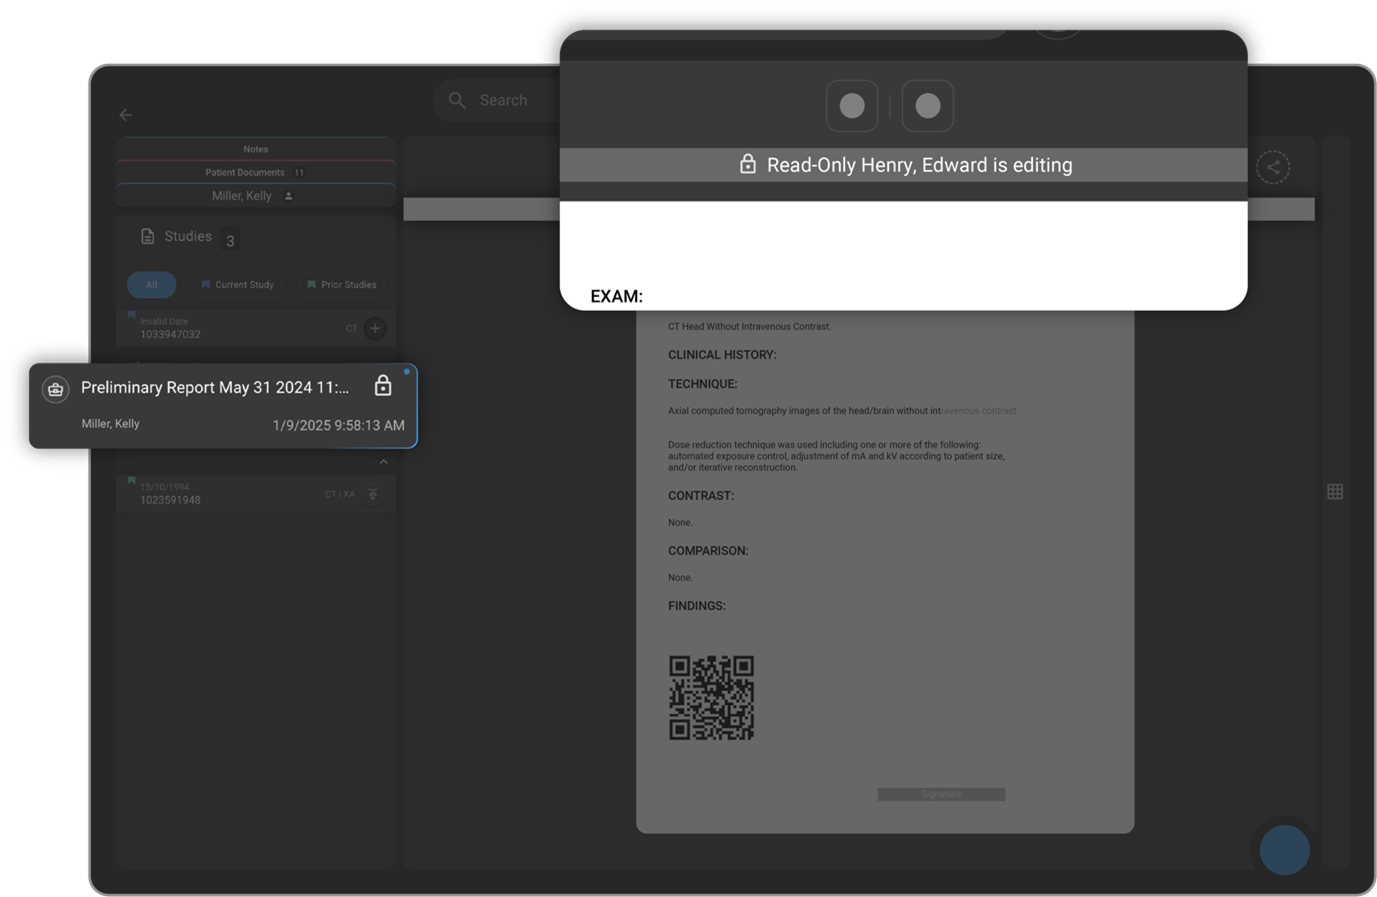 Search
Read-Only Henry, Edward is editing
Notes
Patient Documents 11
Miller, Kelly
Studies 3
All Current Study Prior Studies
Invalid Date
1033947032
CT
Preliminary Report May 31 2024 11:...
Miller, Kelly
1/9/2025 9:58:13 AM
13/10/1994
1023591948
CT | XA
EXAM:
CT Head Without Intravenous Contrast.
CLINICAL HISTORY:
TECHNIQUE:
Axial computed tomography images of the head/brain without intravenous contrast.
Dose reduction technique was used including one or more of the following:
automated exposure control, adjustment of mA and kV according to patient size,
and/or iterative reconstruction.
CONTRAST:
None.
COMPARISON:
None.
FINDINGS:
Signature